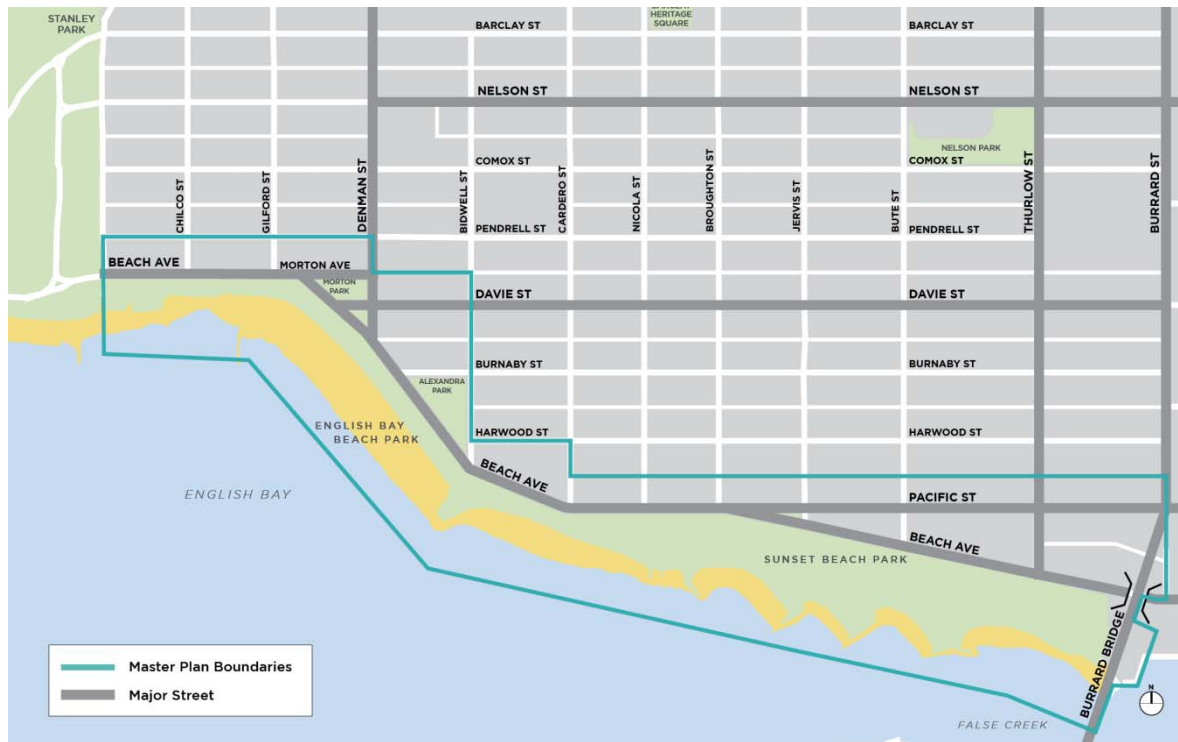 STANLEY
PARK
BARCLAY
HERITAGE
SQUARE
BARCLAY ST
BARCLAY ST
NELSON ST
NELSON ST
NELSON PARK
COMOX ST
COMOX ST
CHILCO ST
GILFORD ST
DENMAN ST
BIDWELL ST
CARDERO ST
NICOLA ST
BROUGHTON ST
JERVIS ST
BUTE ST
THURLOW ST
BURRARD ST
PENDRELL ST
PENDRELL ST
BEACH AVE
MORTON AVE
MORTON
PARK
DAVIE ST
DAVIE ST
BURNABY ST
BURNABY ST
ALEXANDRA
PARK
ENGLISH BAY
BEACH PARK
HARWOOD ST
HARWOOD ST
BEACH AVE
ENGLISH BAY
PACIFIC ST
BEACH AVE
SUNSET BEACH PARK
BURRARD BRIDGE
Master Plan Boundaries
Major Street
N
FALSE CREEK